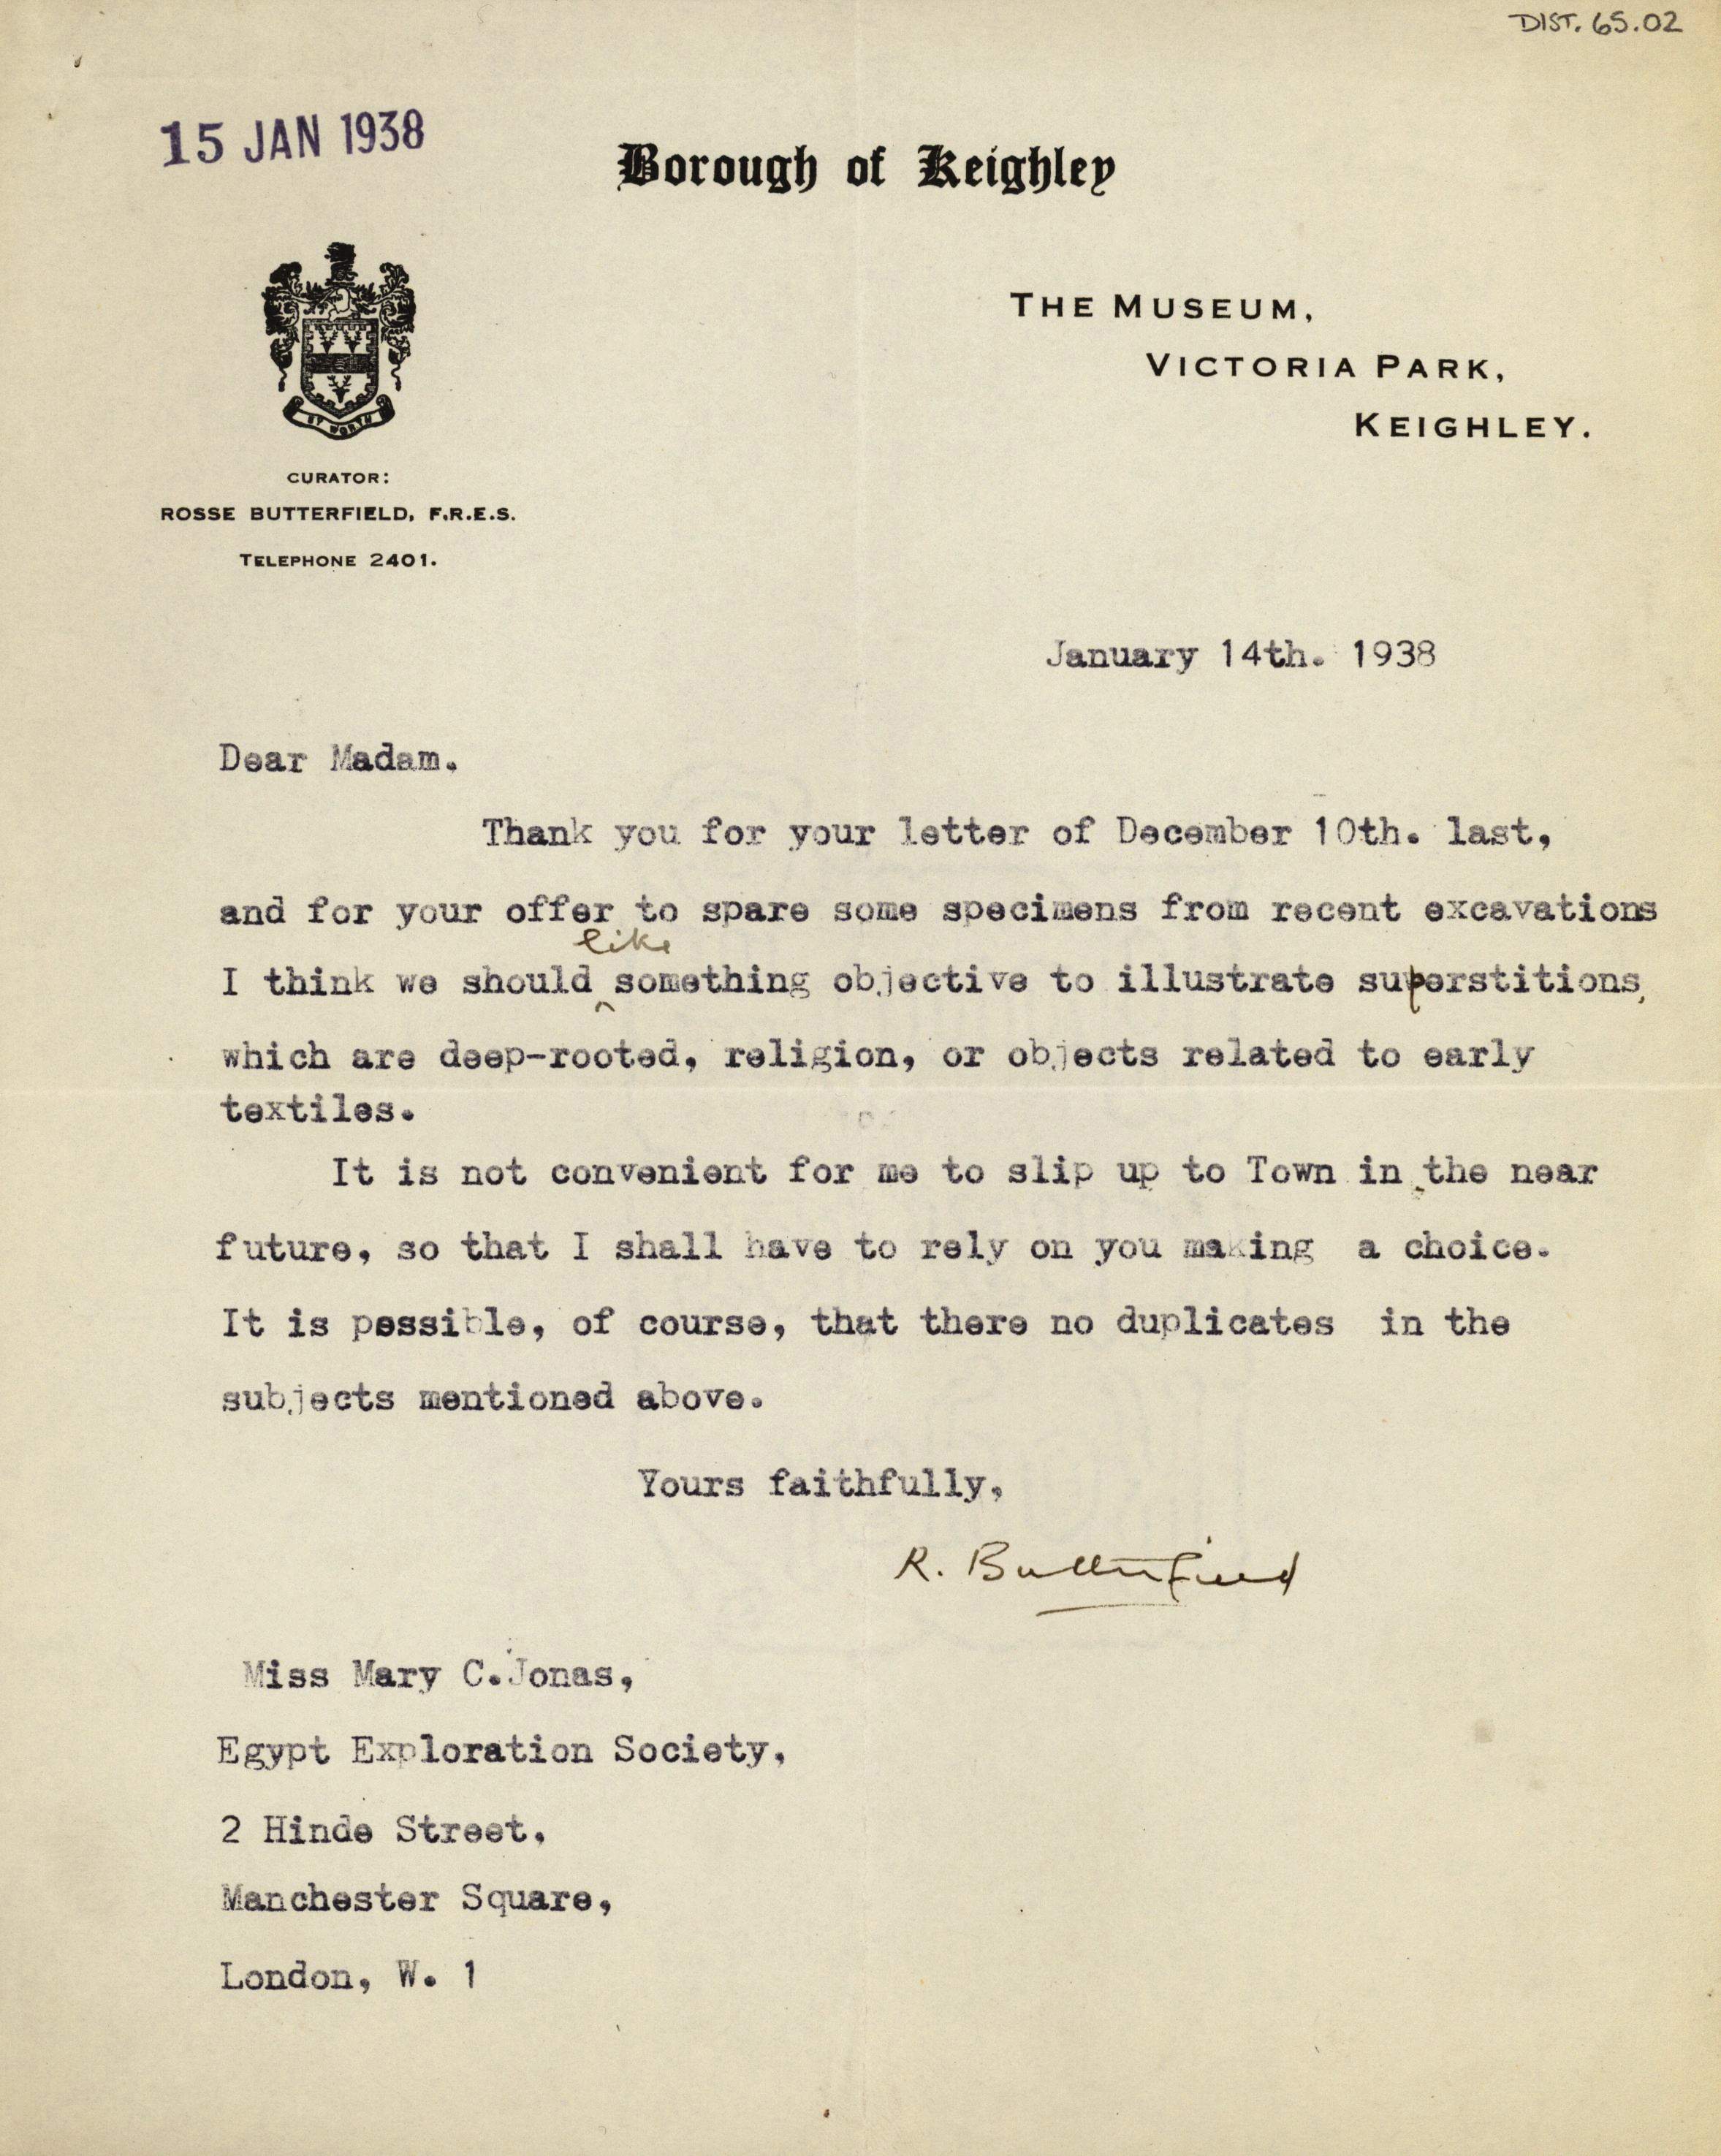 DIST. 65.02
15 JAN 1938
Borough of Keighley
THE MUSEUM,
VICTORIA PARK,
KEIGHLEY.
BY WORTH
CURATOR:
ROSSE BUTTERFIELD, F.R.E.S.
TELEPHONE 2401.
January 14th. 1938
Dear Madam.
Thank you for your letter of December 10th. last,
and for your offer to spare some specimens from recent excavations
like
I think we should ^ something objective to illustrate superstitions,
which are deep-rooted, religion, or objects related to early
textiles.
It is not convenient for me to slip up to Town in the near
future, so that I shall have to rely on you making a choice.
It is possible, of course, that there no duplicates in the
subjects mentioned above.
Yours faithfully,
R. Butterfield
Miss Mary C.Jonas,
Egypt Exploration Society,
2 Hinde Street,
Manchester Square,
London, W. 1